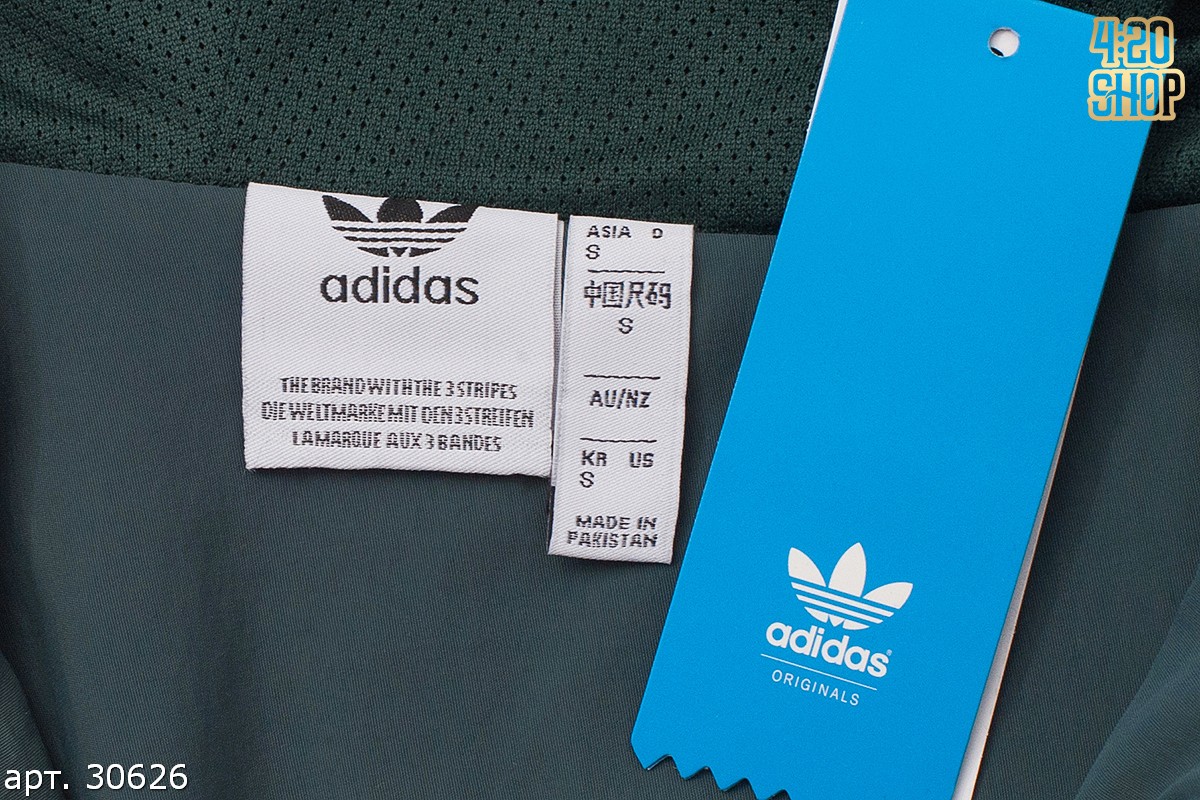 4:20
SHOP
adidas
THE BRAND WITH THE 3 STRIPES
DIE WELTMARKE MIT DEN 3 STREIFEN
LA MARQUE AUX 3 BANDES
ASIA D
S
中国尺码
S
AU/NZ
KR US
S
MADE IN
PAKISTAN
adidas®
ORIGINALS
арт. 30626